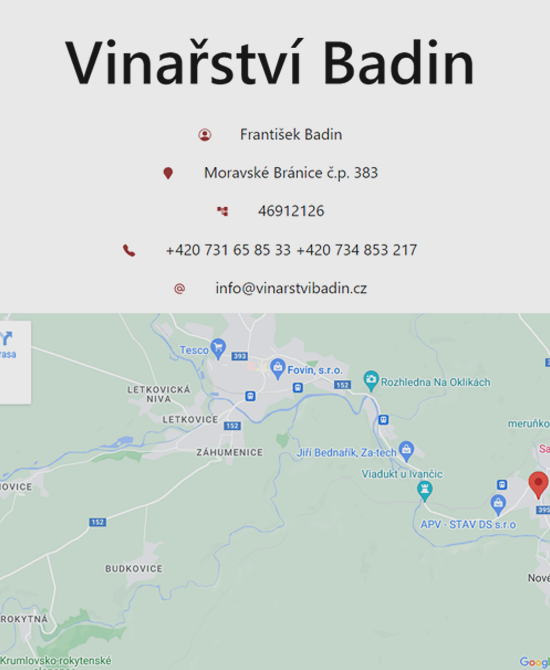 Vinařství Badin
František Badin
Moravské Bránice č.p. 383
46912126
+420 731 65 85 33 +420 734 853 217
info@vinarstvibadin.cz
rasa
Tesco
393
Fovin, s.r.o.
152
Rozhledna Na Oklikách
LETKOVICKÁ
NIVA
LETKOVICE
152
meruňko
ZÁHUMENICE
Jiří Bednařík, Za-tech
Sa
Viadukt u Ivančic
NOVICE
395
152
APV - STAV DS s.r.o
BUDKOVICE
Nové
ROKYTNÁ
Krumlovsko-rokytenské
Google